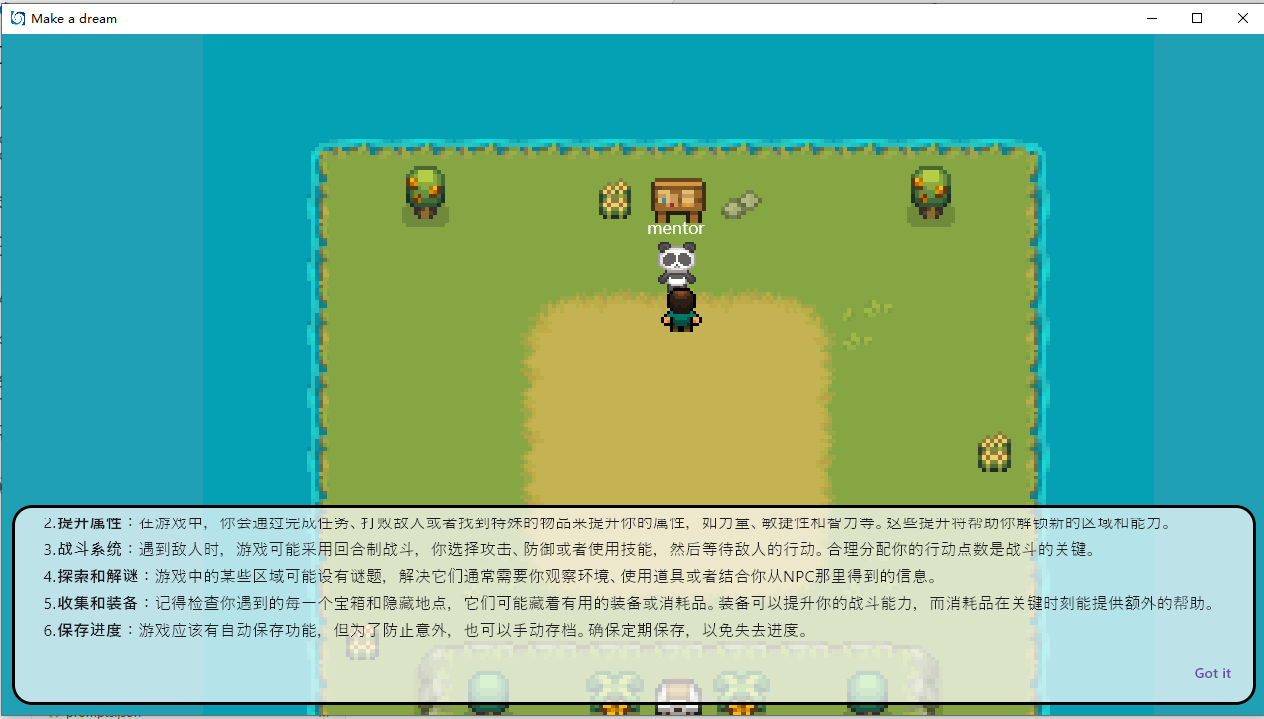 Make a dream
mentor
2.提升属性：在游戏中，你会通过完成任务、打败敌人或者找到特殊的物品来提升你的属性，如力量、敏捷性和智力等。这些提升将帮助你解锁新的区域和能力。
3.战斗系统：遇到敌人时，游戏可能采用回合制战斗，你选择攻击、防御或者使用技能，然后等待敌人的行动。合理分配你的行动点数是战斗的关键。
4.探索和解谜：游戏中的某些区域可能设有谜题，解决它们通常需要你观察环境、使用道具或者结合你从NPC那里得到的信息。
5.收集和装备：记得检查你遇到的每一个宝箱和隐藏地点，它们可能藏着有用的装备或消耗品。装备可以提升你的战斗能力，而消耗品在关键时刻能提供额外的帮助。
6.保存进度：游戏应该有自动保存功能，但为了防止意外，也可以手动存档。确保定期保存，以免失去进度。
Got it
prompts.json